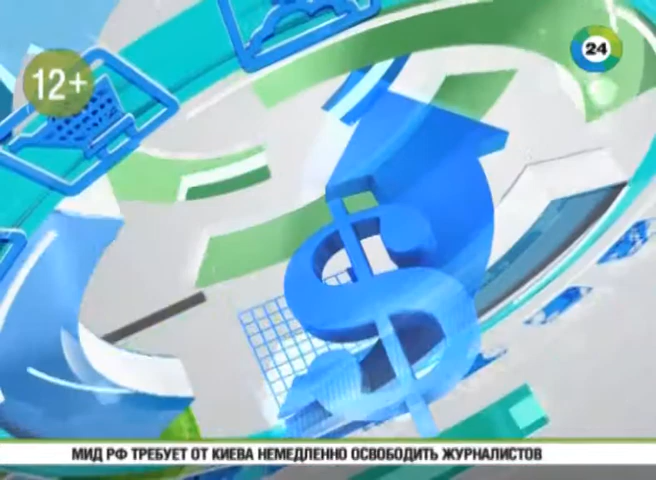 12+
24
МИД РФ ТРЕБУЕТ ОТ КИЕВА НЕМЕДЛЕННО ОСВОБОДИТЬ ЖУРНАЛИСТОВ